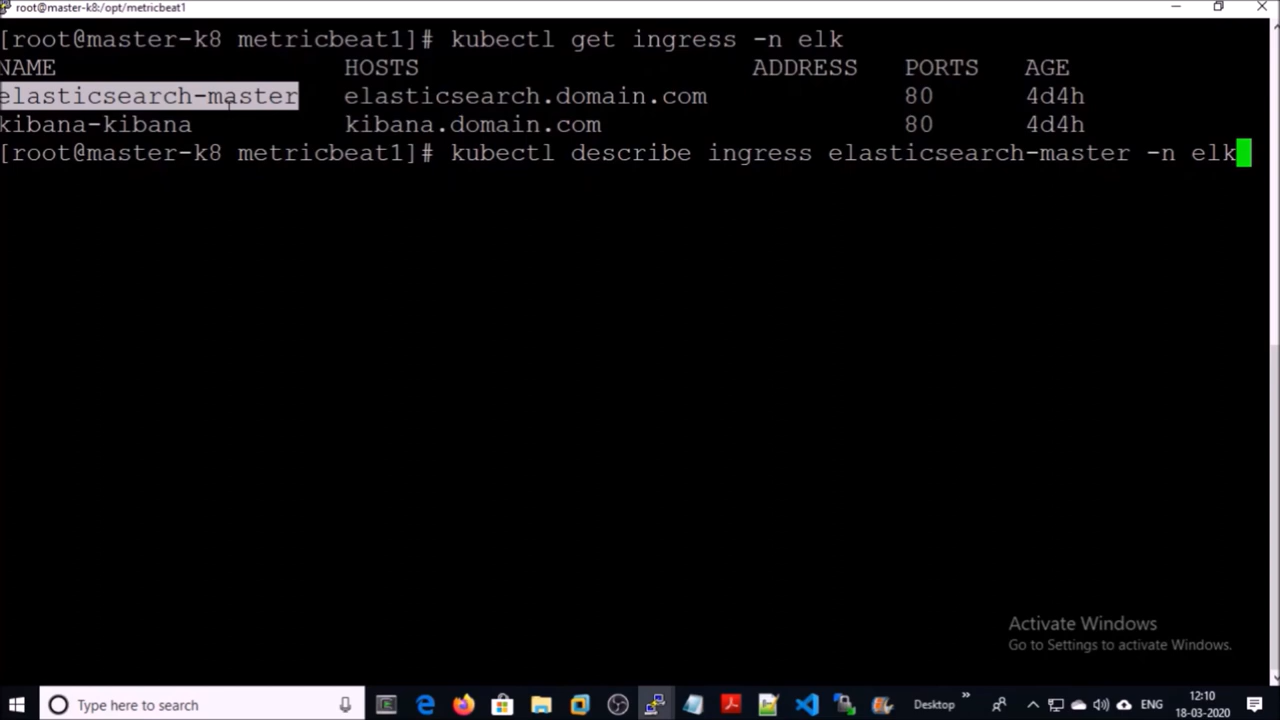 root@master-k8:/opt/metricbeat1
[root@master-k8 metricbeat1]# kubectl get ingress -n elk
NAME HOSTS ADDRESS PORTS AGE
elasticsearch-master elasticsearch.domain.com 80 4d4h
kibana-kibana kibana.domain.com 80 4d4h
[root@master-k8 metricbeat1]# kubectl describe ingress elasticsearch-master -n elk
Activate Windows
Go to Settings to activate Windows.
Type here to search
Desktop
ENG
12:10
18-03-2020